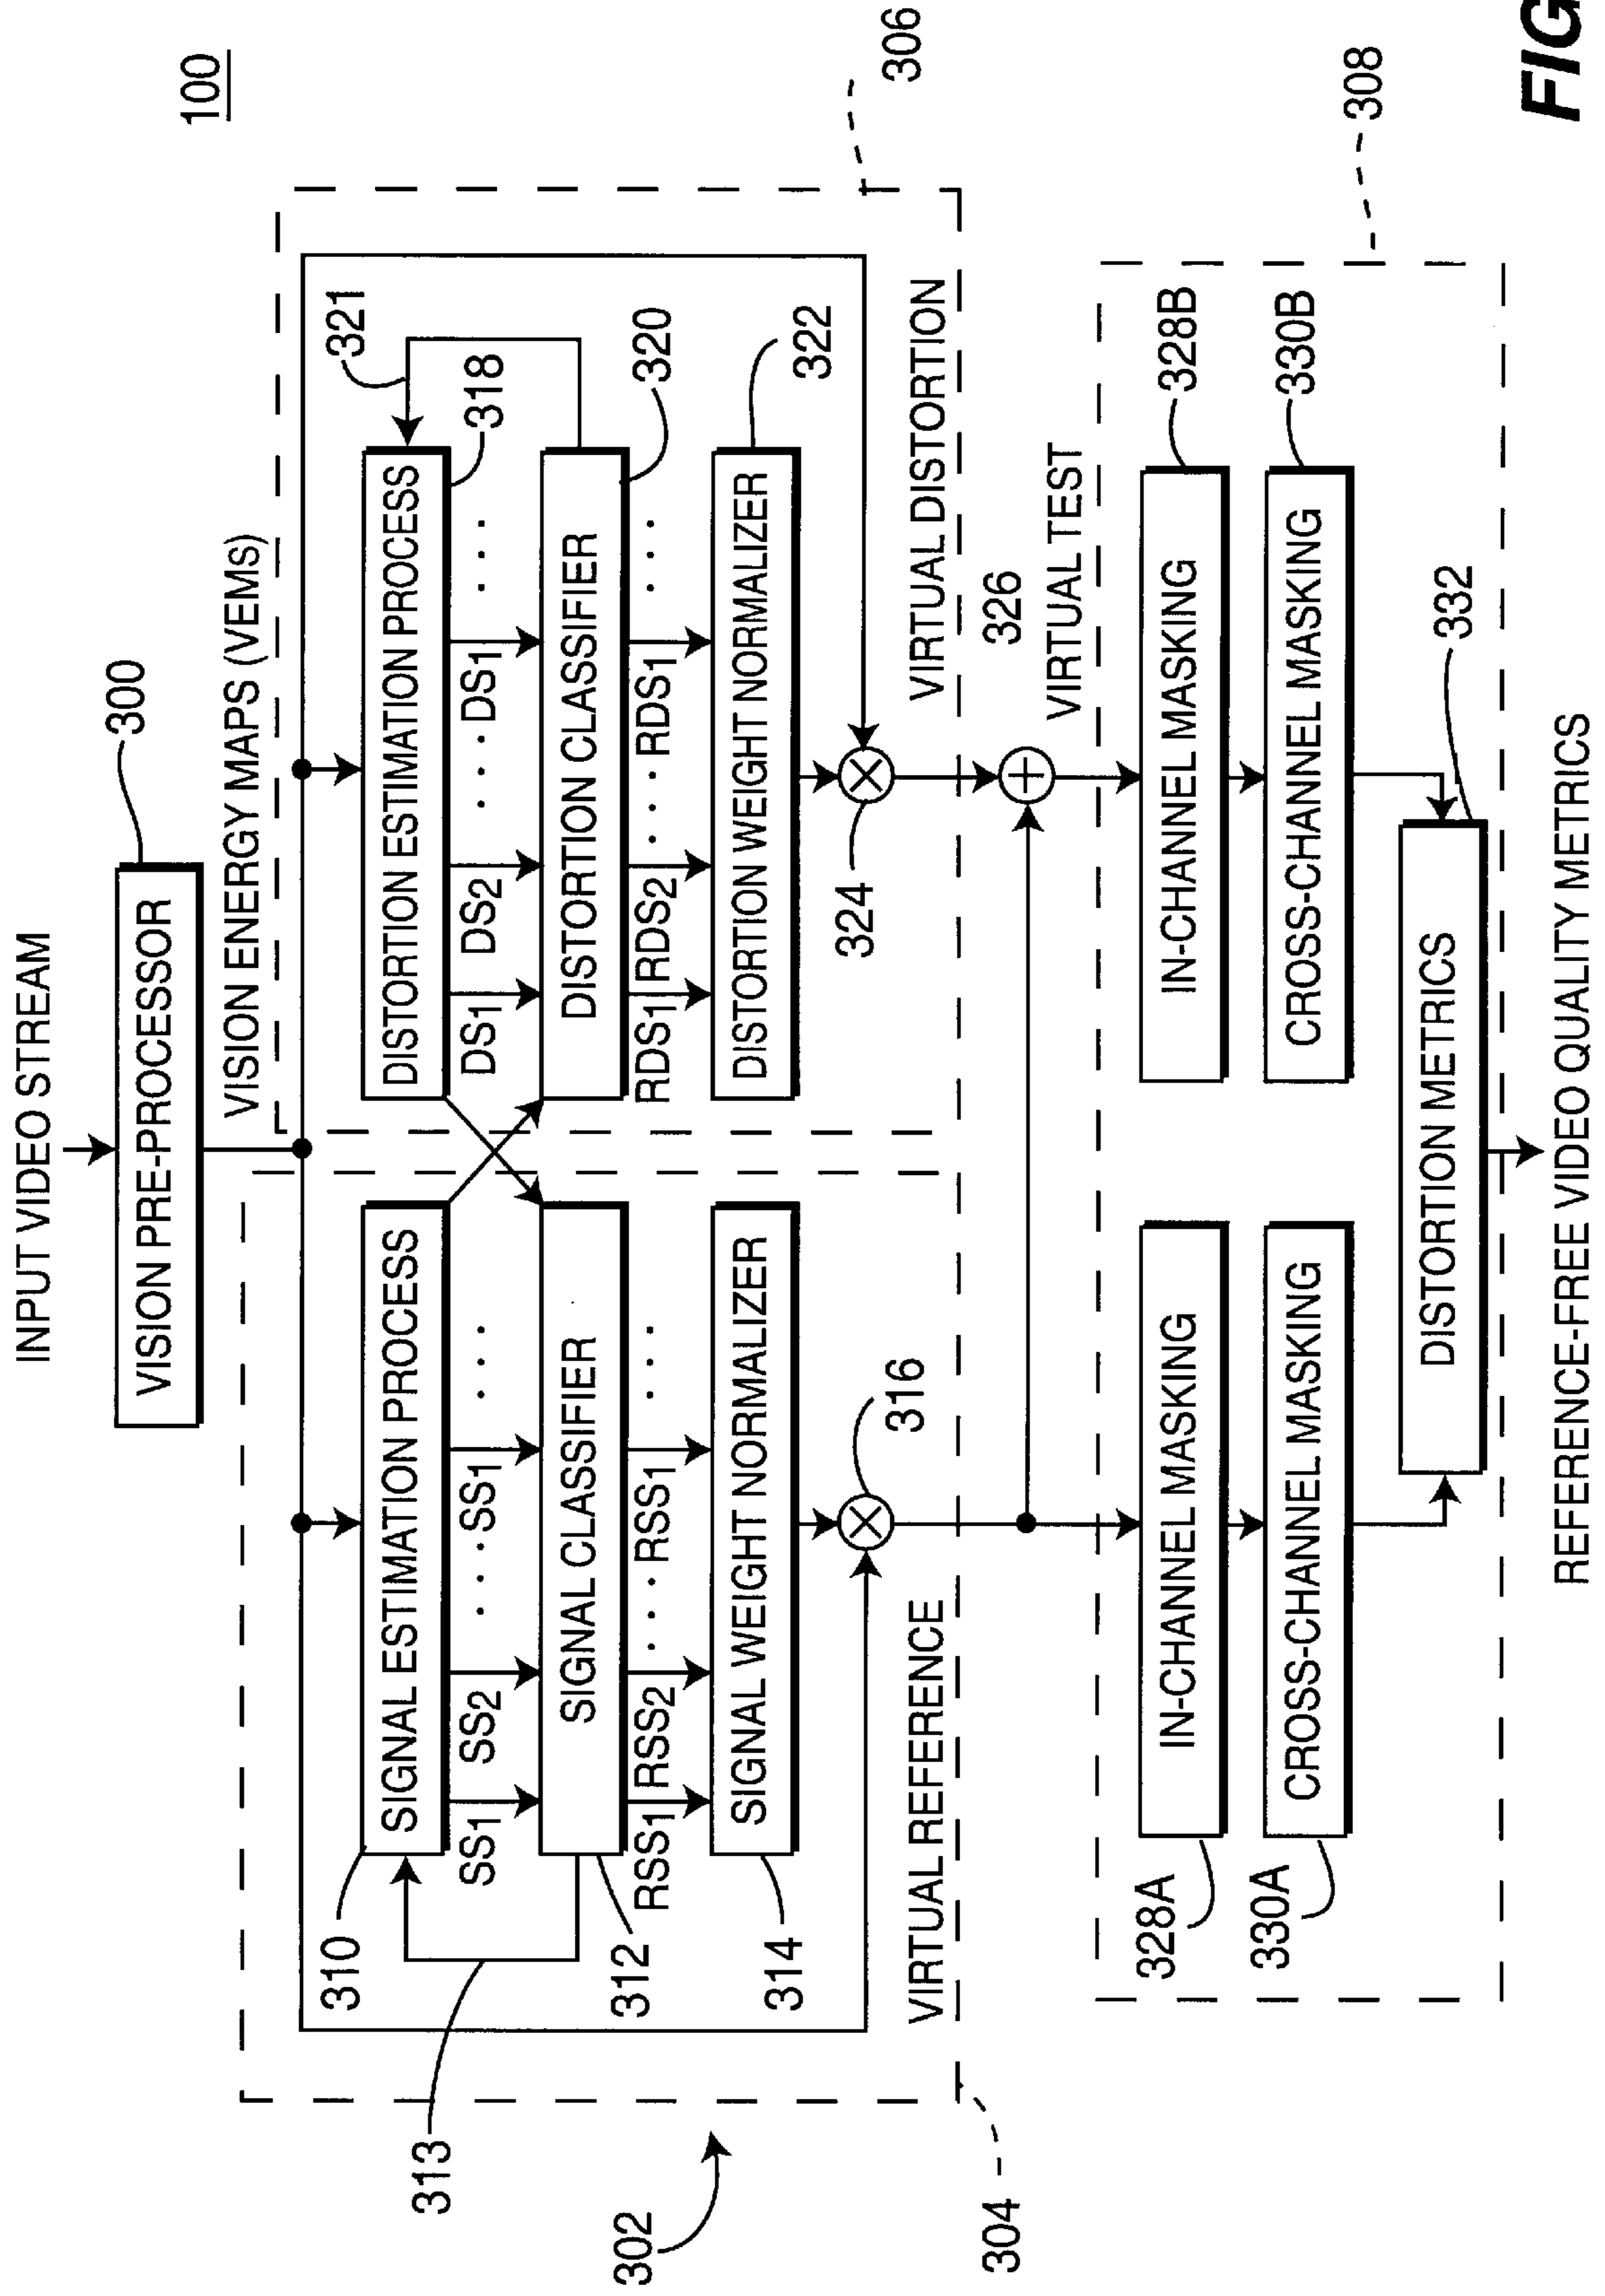 100
INPUT VIDEO STREAM
300
VISION PRE-PROCESSOR
VISION ENERGY MAPS (VEMs)
306
321
310
SIGNAL ESTIMATION PROCESS
DISTORTION ESTIMATION PROCESS
318
313
SS1 SS2 . . . SS1 . . .
DS1 DS2 . . . DS1 . . .
312
SIGNAL CLASSIFIER
DISTORTION CLASSIFIER
320
RSS1 RSS2 . . . RSS1 . . .
RDS1 RDS2 . . . RDS1 . . .
314
SIGNAL WEIGHT NORMALIZER
DISTORTION WEIGHT NORMALIZER
322
316
324
302
VIRTUAL REFERENCE
VIRTUAL DISTORTION
304
326
VIRTUAL TEST
308
328A
IN-CHANNEL MASKING
IN-CHANNEL MASKING
328B
330A
CROSS-CHANNEL MASKING
CROSS-CHANNEL MASKING
330B
DISTORTION METRICS
332
REFERENCE-FREE VIDEO QUALITY METRICS
FIG